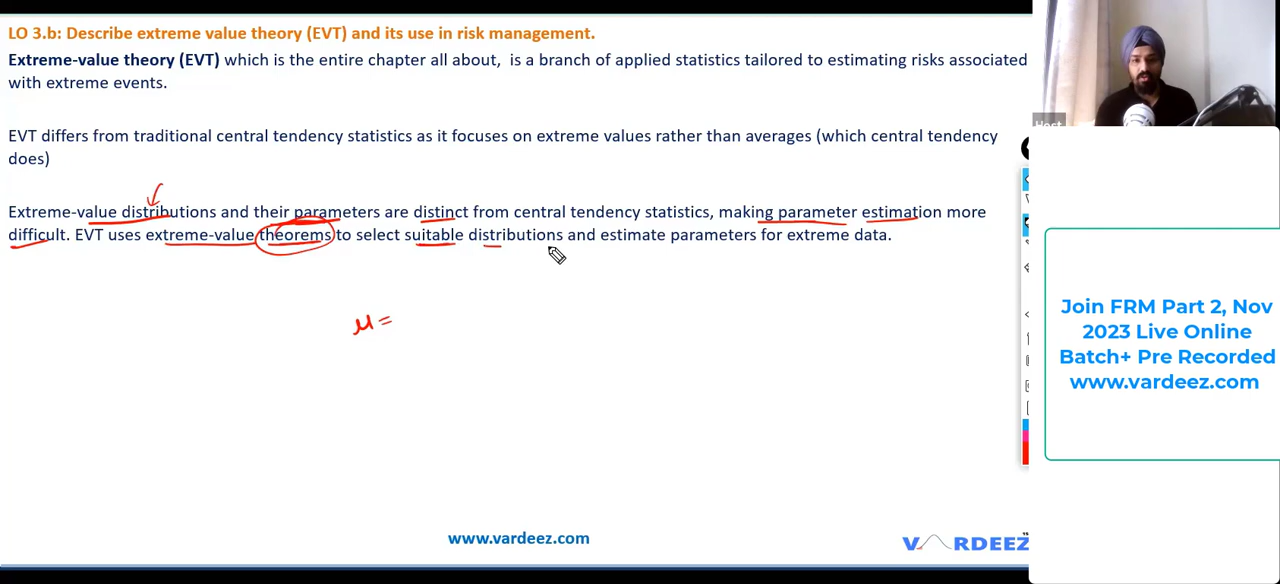 LO 3.b: Describe extreme value theory (EVT) and its use in risk management.
Extreme-value theory (EVT) which is the entire chapter all about, is a branch of applied statistics tailored to estimating risks associated
with extreme events.
EVT differs from traditional central tendency statistics as it focuses on extreme values rather than averages (which central tendency
does)
Extreme-value distributions and their parameters are distinct from central tendency statistics, making parameter estimation more
difficult. EVT uses extreme-value theorems to select suitable distributions and estimate parameters for extreme data.
μ=
www.vardeez.com
VARDEEZ
Host
Join FRM Part 2, Nov
2023 Live Online
Batch+ Pre Recorded
www.vardeez.com